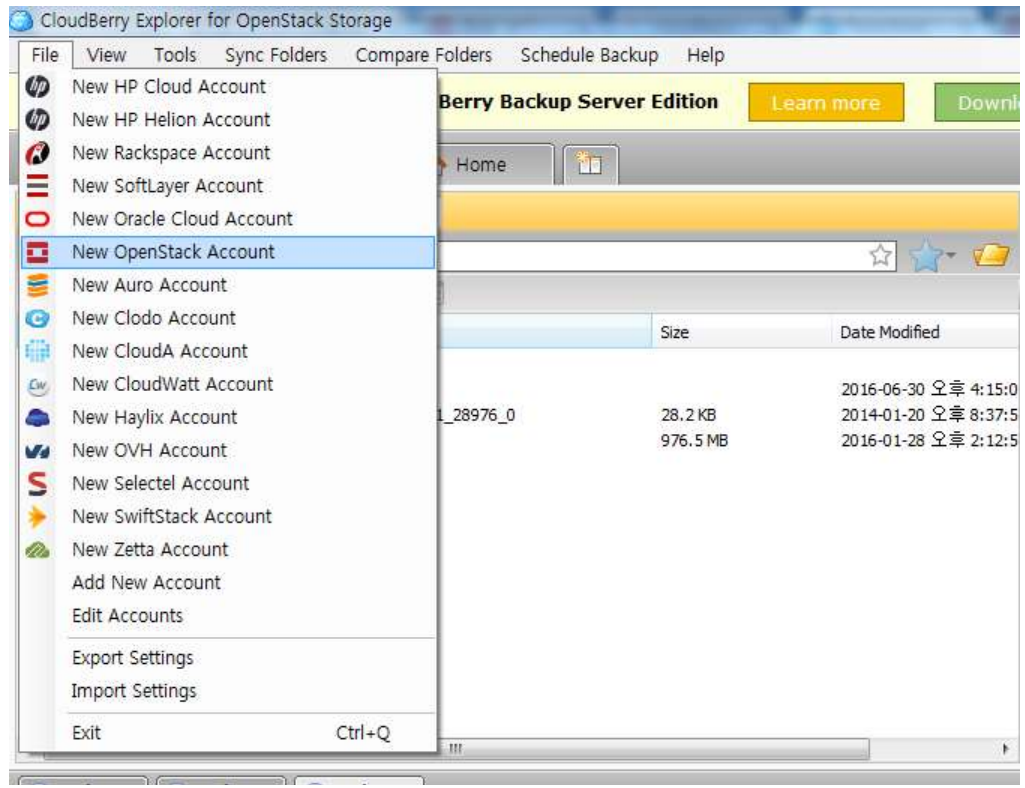 CloudBerry Explorer for OpenStack Storage
File View Tools Sync Folders Compare Folders Schedule Backup Help
Berry Backup Server Edition Learn more
Home
New HP Cloud Account
New HP Helion Account
New Rackspace Account
New SoftLayer Account
New Oracle Cloud Account
New OpenStack Account
New Auro Account
New Clodo Account
New CloudA Account
New CloudWatt Account
New Haylix Account
New OVH Account
New Selectel Account
New SwiftStack Account
New Zetta Account
Add New Account
Edit Accounts
Export Settings
Import Settings
Exit Ctrl+Q
Size Date Modified
2016-06-30 오후 4:15:0
1_28976_0 28.2 KB 2014-01-20 오후 8:37:5
976.5 MB 2016-01-28 오후 2:12:5